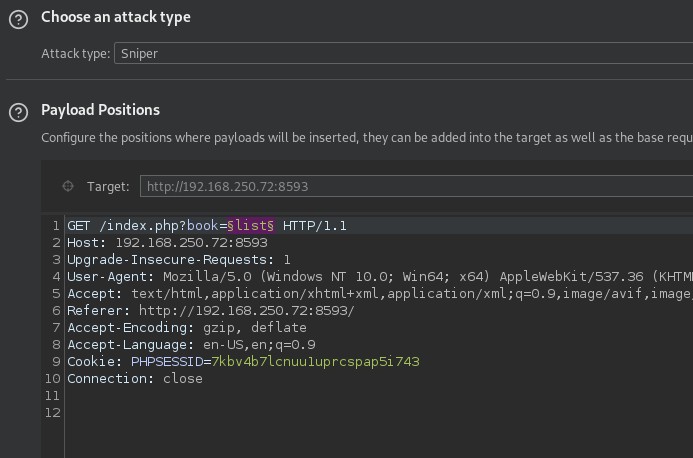 Choose an attack type
Attack type: Sniper
Payload Positions
Configure the positions where payloads will be inserted, they can be added into the target as well as the base requ
Target: http://192.168.250.72:8593
1 GET /index.php?book=§list§ HTTP/1.1
2 Host: 192.168.250.72:8593
3 Upgrade-Insecure-Requests: 1
4 User-Agent: Mozilla/5.0 (Windows NT 10.0; Win64; x64) AppleWebKit/537.36 (KHTM
5 Accept: text/html,application/xhtml+xml,application/xml;q=0.9,image/avif,image/
6 Referer: http://192.168.250.72:8593/
7 Accept-Encoding: gzip, deflate
8 Accept-Language: en-US,en;q=0.9
9 Cookie: PHPSESSID=7kbv4b7lcnuu1uprcspap5i743
10 Connection: close
11
12